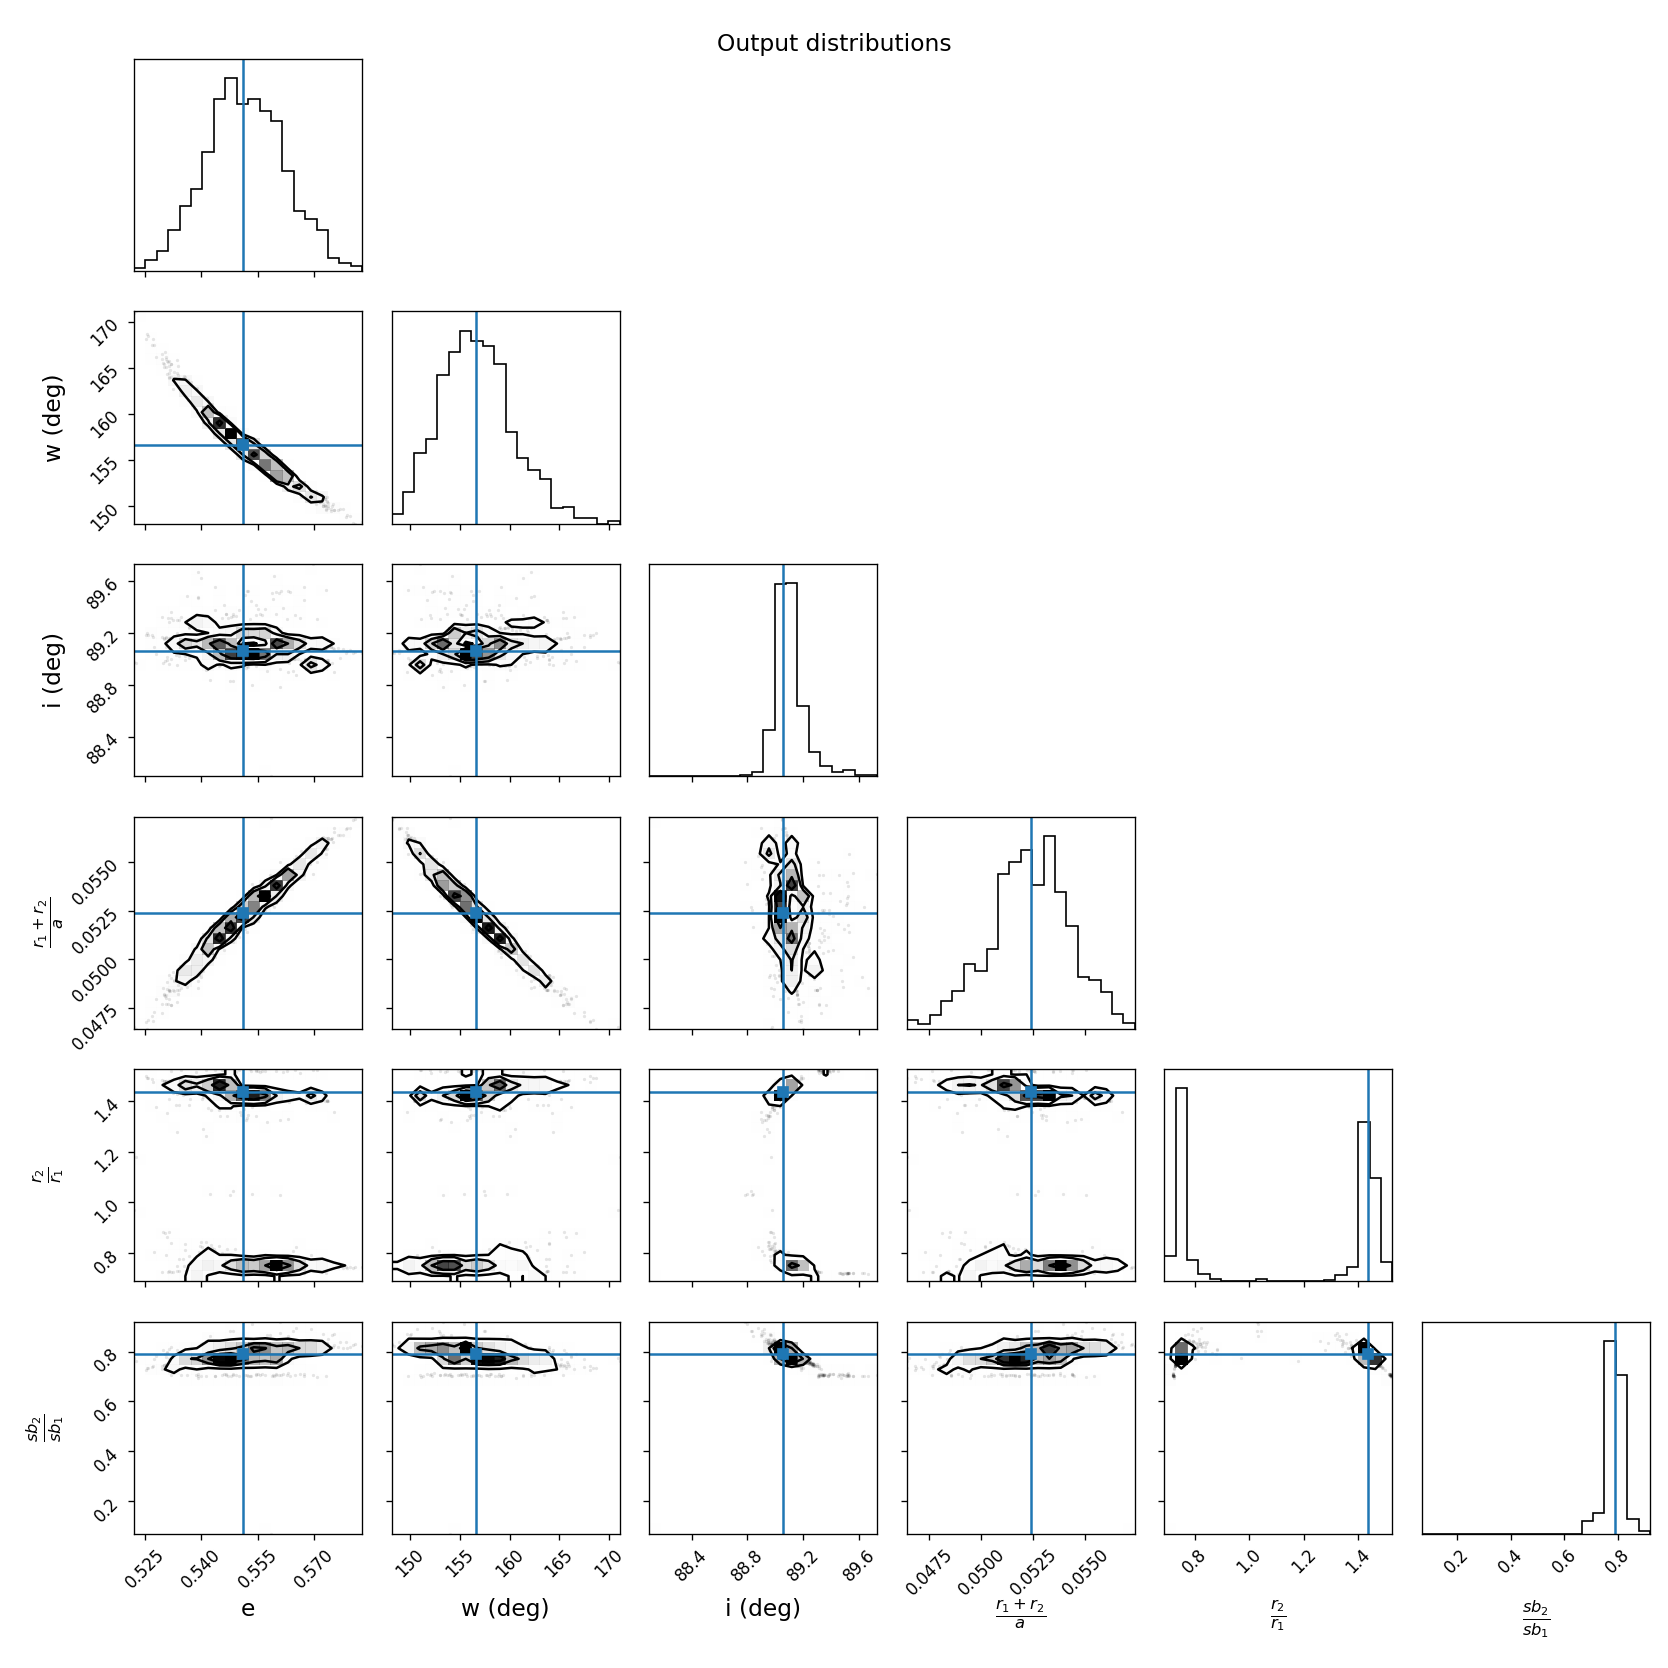 Output distributions
w (deg)
170
165
160
155
150
i (deg)
89.6
89.2
88.8
88.4
r₁ + r₂
a
0.0550
0.0525
0.0500
0.0475
r₂
r₁
1.4
1.2
1.0
0.8
sb₂
sb₁
0.8
0.6
0.4
0.2
0.525 0.540 0.555 0.570 150 155 160 165 170 88.4 88.8 89.2 89.6 0.0475 0.0500 0.0525 0.0550 0.8 1.0 1.2 1.4 0.2 0.4 0.6 0.8
e w (deg) i (deg) r₁ + r₂ r₂ sb₂
a r₁ sb₁